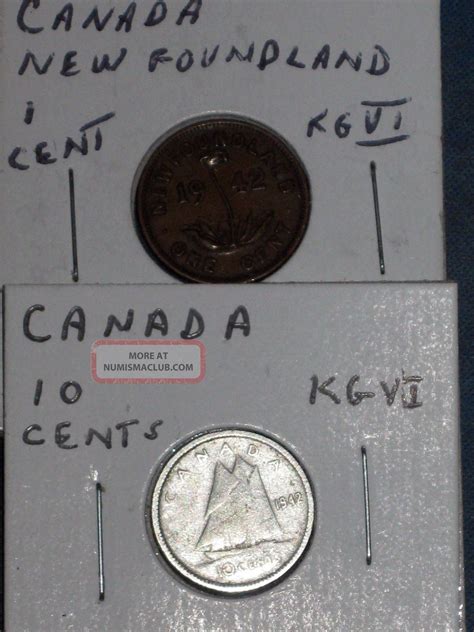 CANADA
NEW FOUNDLAND
1
CENT
KGVI
NEWFOUNDLAND
19 42
ONE CENT
CANADA
MORE AT
NUMISMACLUB.COM
10
CENTS
KGVI
CANADA
1942
10 CENTS